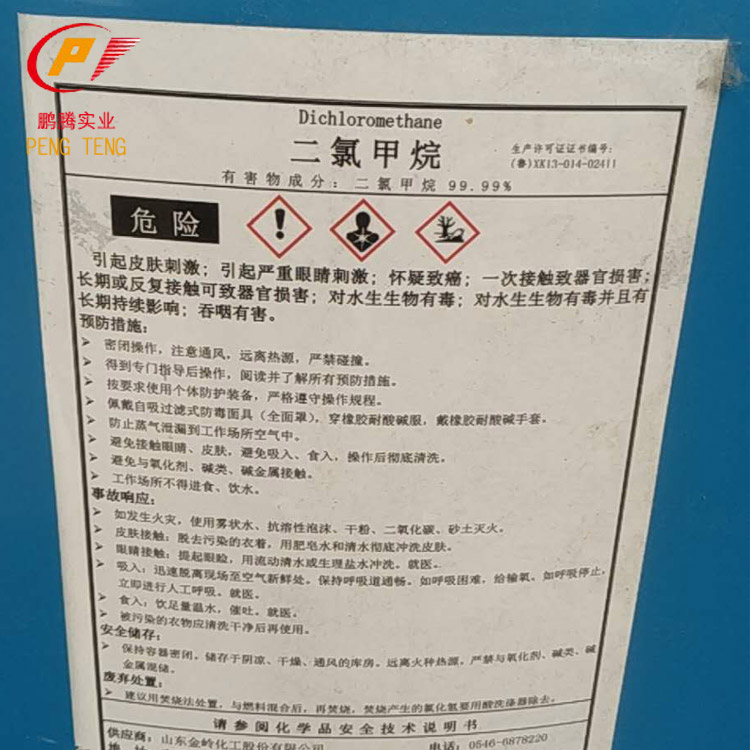 鹏腾实业
PENG TENG
Dichloromethane
二氯甲烷
生产许可证证书编号:
(鲁)XK13-014-02411
有害物成分: 二氯甲烷 99.99%
危险
引起皮肤刺激; 引起严重眼睛刺激; 怀疑致癌; 一次接触致器官损害;
长期或反复接触可致器官损害; 对水生生物有毒; 对水生生物有毒并且有
长期持续影响; 吞咽有害。
预防措施:
➢ 密闭操作, 注意通风, 远离热源, 严禁碰撞。
➢ 得到专门指导后操作, 阅读并了解所有预防措施。
➢ 按要求使用个体防护装备, 严格遵守操作规程。
➢ 佩戴自吸过滤式防毒面具(全面罩), 穿橡胶耐酸碱服, 戴橡胶耐酸碱手套。
➢ 防止蒸气泄漏到工作场所空气中。
➢ 避免接触眼睛、皮肤, 避免吸入、食入, 操作后彻底清洗。
➢ 避免与氧化剂、碱类、碱金属接触。
➢ 工作场所不得进食、饮水。
事故响应:
➢ 如发生火灾, 使用雾状水、抗溶性泡沫、干粉、二氧化碳、砂土灭火。
➢ 皮肤接触: 脱去污染的衣着, 用肥皂水和清水彻底冲洗皮肤。
➢ 眼睛接触: 提起眼睑, 用流动清水或生理盐水冲洗。就医。
➢ 吸入: 迅速脱离现场至空气新鲜处。保持呼吸道通畅。如呼吸困难, 给输氧。如呼吸停止,
立即进行人工呼吸。就医。
➢ 食入: 饮足量温水, 催吐。就医。
➢ 被污染的衣物应清洗干净后再使用。
安全储存:
➢ 保持容器密闭。储存于阴凉、干燥、通风的库房。远离火种热源, 严禁与氧化剂、碱类、碱
金属混储。
废弃处置:
➢ 建议用焚烧法处置, 与燃料混合后, 再焚烧, 焚烧产生的氯化氢要用酸洗涤器除去。
请参阅化学品安全技术说明书
供应商: 山东金岭化工股份有限公司
电话: 0546-6878220